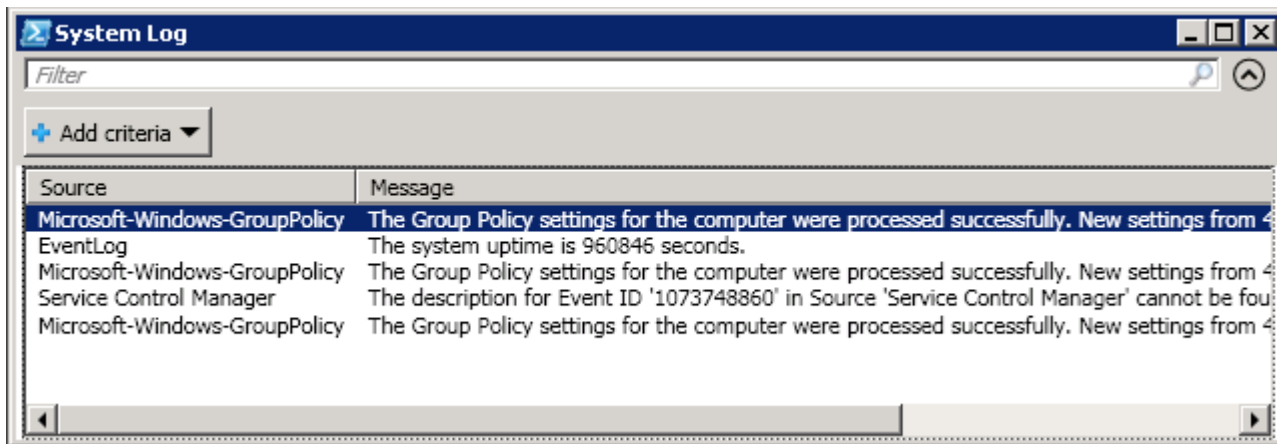 System Log
Filter
Add criteria
Source Message
Microsoft-Windows-GroupPolicy The Group Policy settings for the computer were processed successfully. New settings from 4
EventLog The system uptime is 960846 seconds.
Microsoft-Windows-GroupPolicy The Group Policy settings for the computer were processed successfully. New settings from 4
Service Control Manager The description for Event ID '1073748860' in Source 'Service Control Manager' cannot be fou
Microsoft-Windows-GroupPolicy The Group Policy settings for the computer were processed successfully. New settings from 4